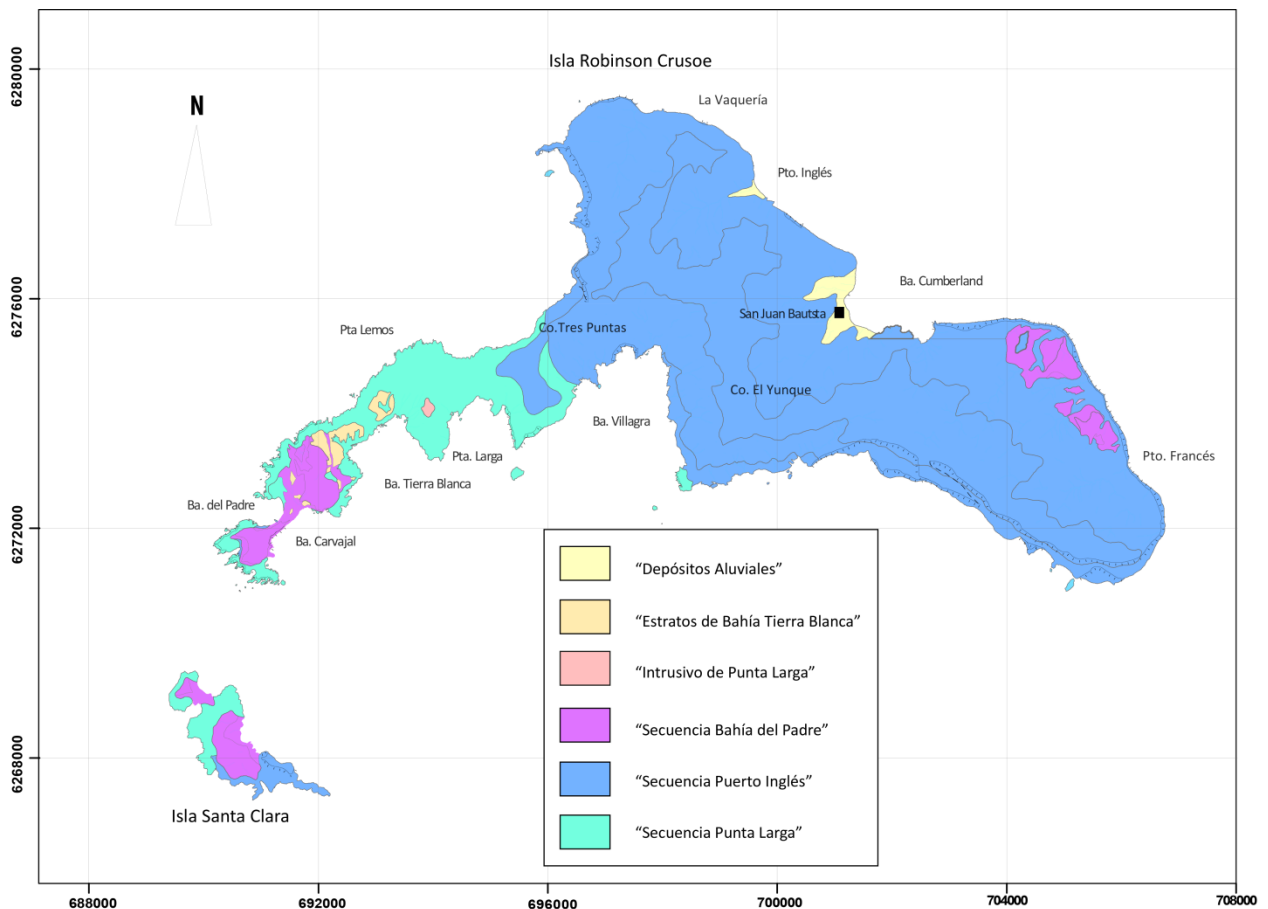 Isla Robinson Crusoe
La Vaquería
N
Pto. Inglés
Ba. Cumberland
San Juan Bautsta
Pta Lemos
Co.Tres Puntas
Co. El Yunque
Ba. Villagra
Pta. Larga
Pto. Francés
Ba. Tierra Blanca
Ba. del Padre
Ba. Carvajal
Isla Santa Clara
“Depósitos Aluviales”
“Estratos de Bahía Tierra Blanca”
“Intrusivo de Punta Larga”
“Secuencia Bahía del Padre”
“Secuencia Puerto Inglés”
“Secuencia Punta Larga”
6280000
6276000
6272000
6268000
688000
692000
696000
700000
704000
708000